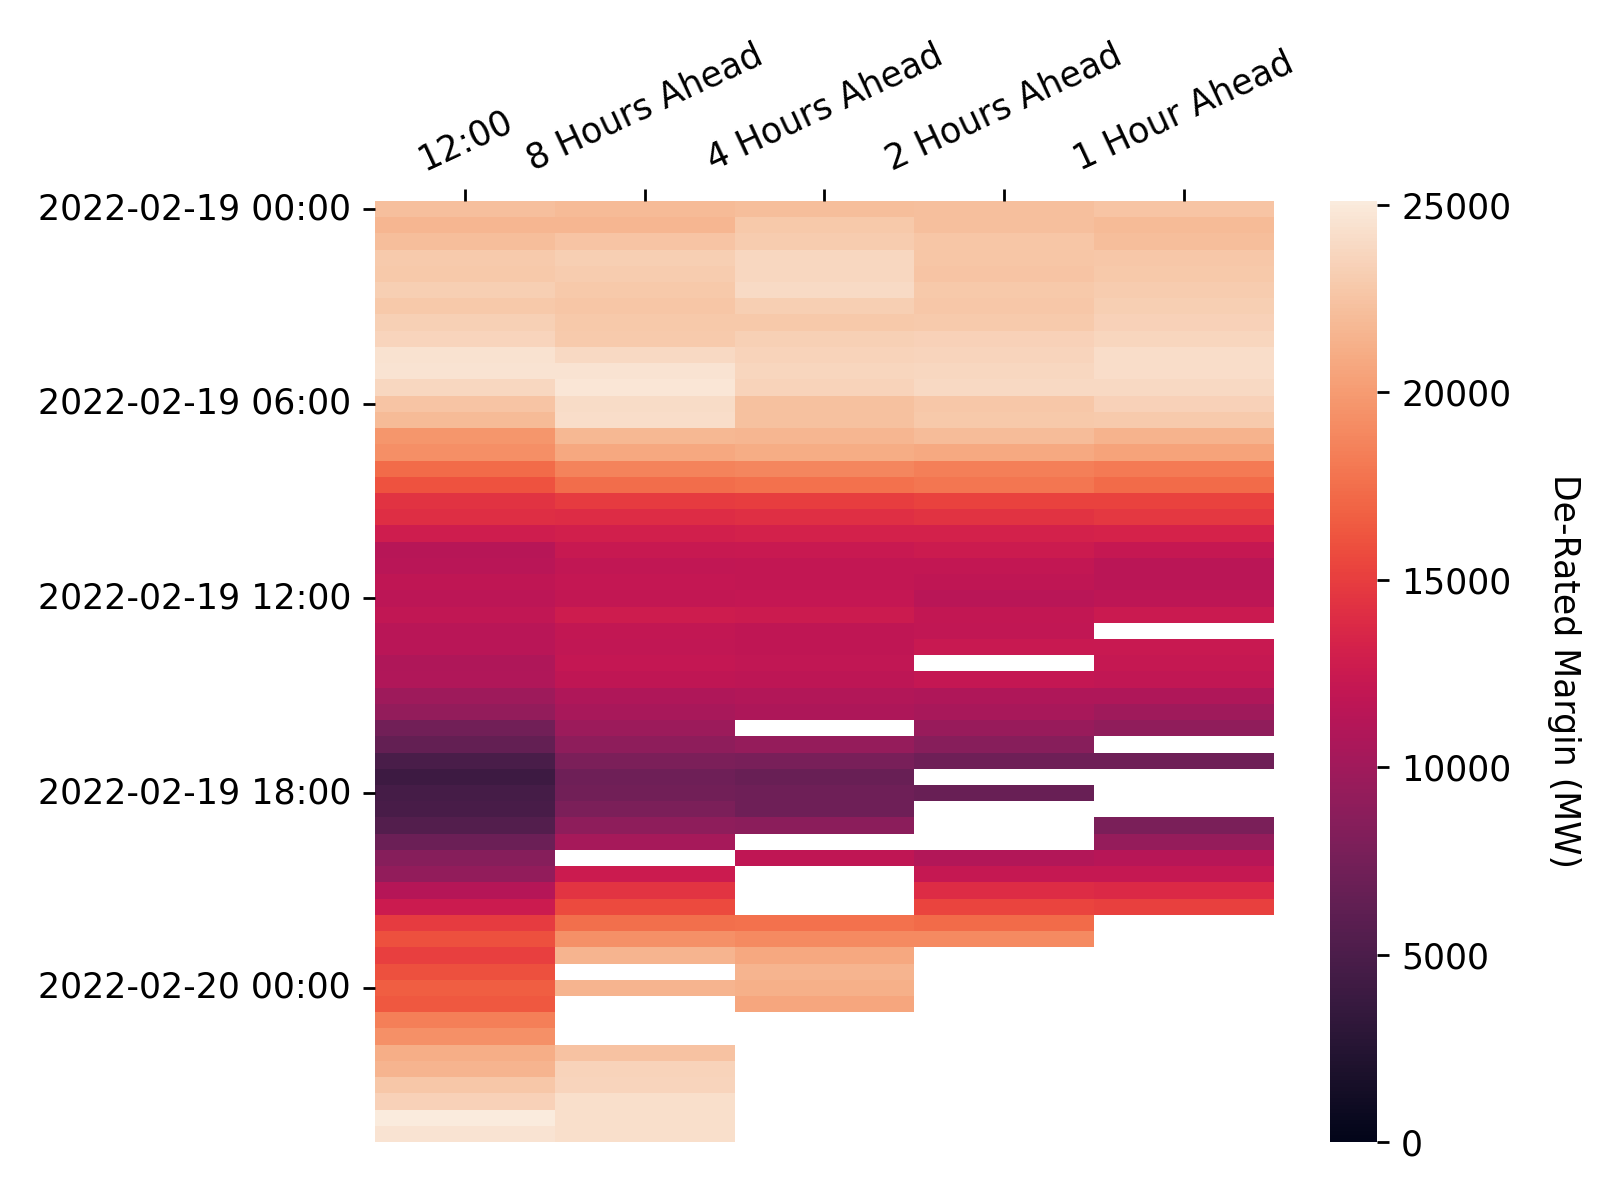 12:00
8 Hours Ahead
4 Hours Ahead
2 Hours Ahead
1 Hour Ahead
2022-02-19 00:00
2022-02-19 06:00
2022-02-19 12:00
2022-02-19 18:00
2022-02-20 00:00
25000
20000
15000
10000
5000
0
De-Rated Margin (MW)